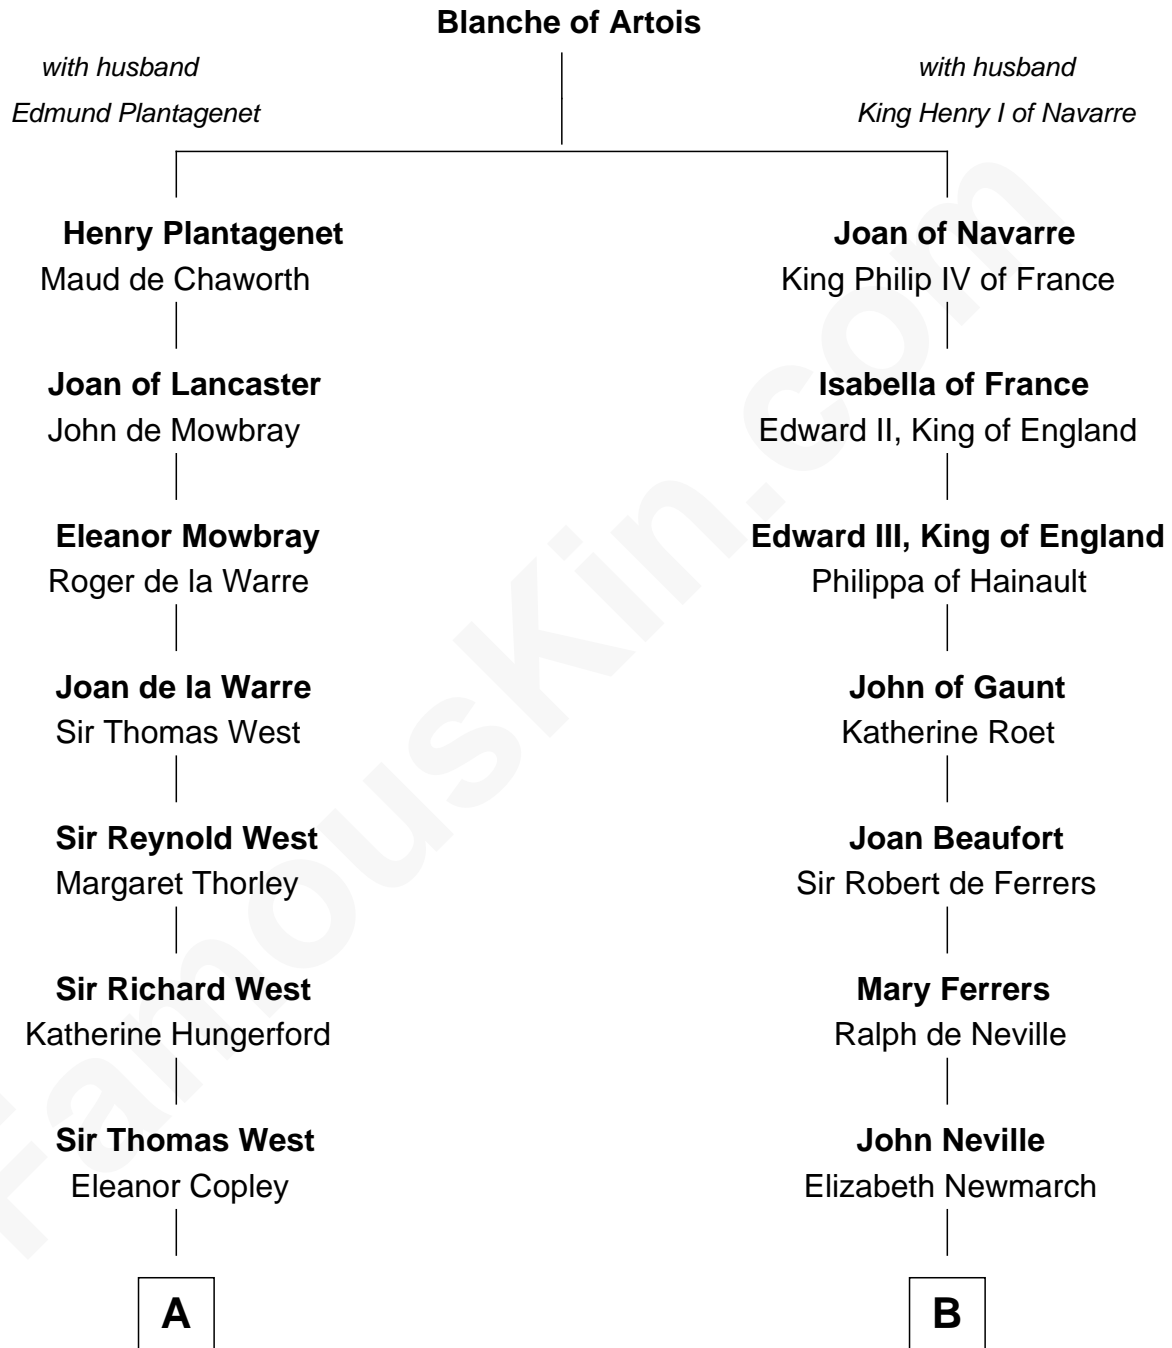 Blanche of Artois
with husband
Edmund Plantagenet
with husband
King Henry I of Navarre
Henry Plantagenet
Maud de Chaworth
Joan of Navarre
King Philip IV of France
Joan of Lancaster
John de Mowbray
Isabella of France
Edward II, King of England
Eleanor Mowbray
Roger de la Warre
Edward III, King of England
Philippa of Hainault
Joan de la Warre
Sir Thomas West
John of Gaunt
Katherine Roet
Sir Reynold West
Margaret Thorley
Joan Beaufort
Sir Robert de Ferrers
Sir Richard West
Katherine Hungerford
Mary Ferrers
Ralph de Neville
Sir Thomas West
Eleanor Copley
John Neville
Elizabeth Newmarch
A
B
FamousKin.com